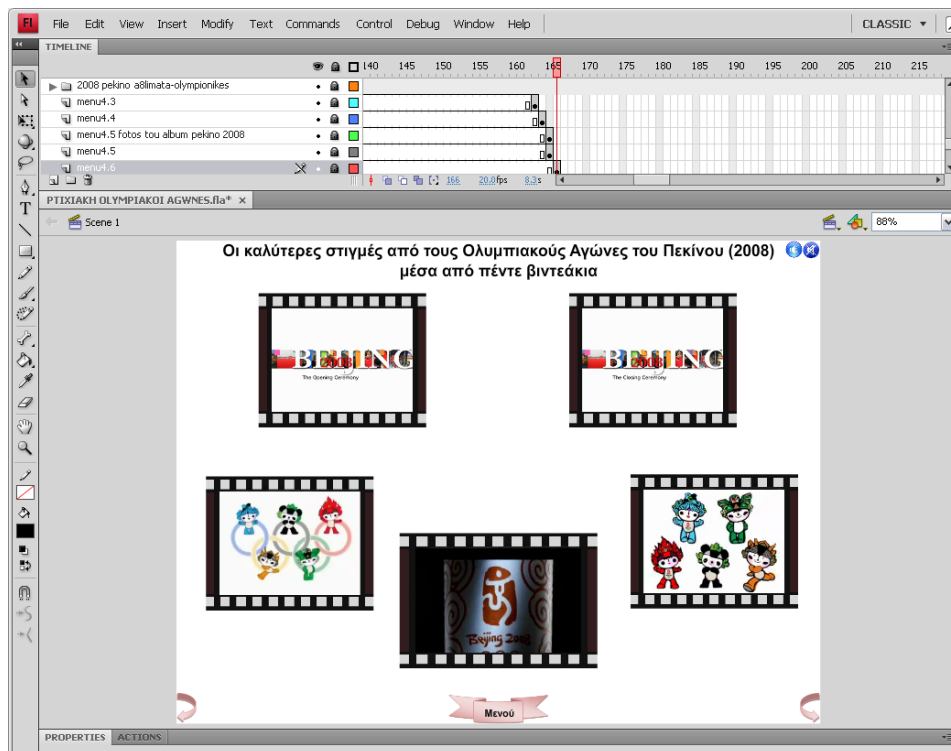 Fl File Edit View Insert Modify Text Commands Control Debug Window Help CLASSIC
TIMELINE
140 145 150 155 160 165 170 175 180 185 190 195 200 205 210 215
2008 pekino a8limata-olympionikes
menu4.3
menu4.4
menu4.5 fotos tou album pekino 2008
menu4.5
menu4.6
166 20.0fps 8.3s
PTIXIAKH OLYMPIAKOI AGWNES.fla*
Scene 1 88%
Οι καλύτερες στιγμές από τους Ολυμπιακούς Αγώνες του Πεκίνου (2008)
μέσα από πέντε βιντεάκια
BEIJING
2008
The Opening Ceremony
BEIJING
2008
The Closing Ceremony
Beijing 2008
Μενού
PROPERTIES ACTIONS